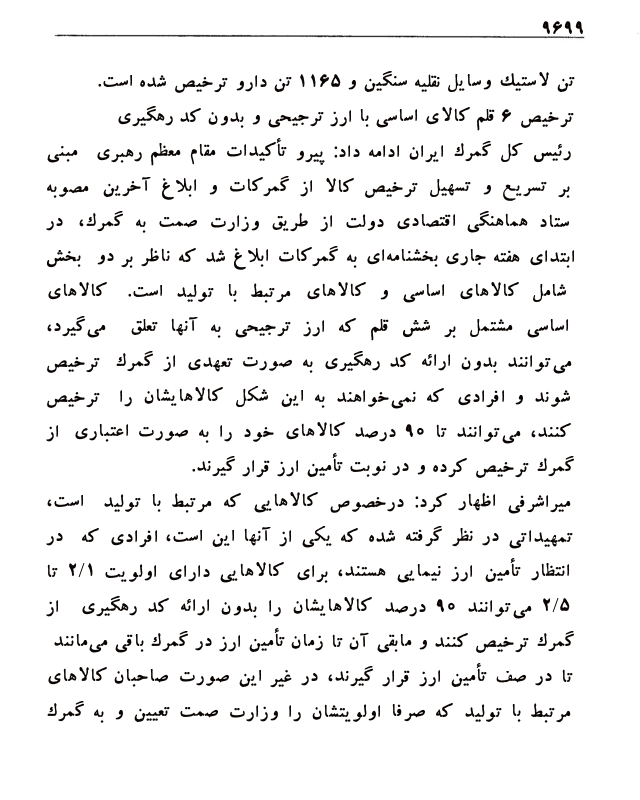 ۹۶۹۹
تن لاستیك وسایل نقلیه سنگین و ۱۱۶۵ تن دارو ترخیص شده است.
ترخیص ۶ قلم کالای اساسی با ارز ترجیحی و بدون کد رهگیری
رئیس کل گمرك ایران ادامه داد: پیرو تأکیدات مقام معظم رهبری مبنی
بر تسریع و تسهیل ترخیص کالا از گمرکات و ابلاغ آخرین مصوبه
ستاد هماهنگی اقتصادی دولت از طریق وزارت صمت به گمرك، در
ابتدای هفته جاری بخشنامه‌ای به گمرکات ابلاغ شد که ناظر بر دو بخش
شامل کالاهای اساسی و کالاهای مرتبط با تولید است. کالاهای
اساسی مشتمل بر شش قلم که ارز ترجیحی به آنها تعلق می‌گیرد،
می‌توانند بدون ارائه کد رهگیری به صورت تعهدی از گمرك ترخیص
شوند و افرادی که نمی‌خواهند به این شکل کالاهایشان را ترخیص
کنند، می‌توانند تا ۹۰ درصد کالاهای خود را به صورت اعتباری از
گمرك ترخیص کرده و در نوبت تأمین ارز قرار گیرند.
میراشرفی اظهار کرد: درخصوص کالاهایی که مرتبط با تولید است،
تمهیداتی در نظر گرفته شده که یکی از آنها این است، افرادی که در
انتظار تأمین ارز نیمایی هستند، برای کالاهایی دارای اولویت ۲/۱ تا
۲/۵ می‌توانند ۹۰ درصد کالاهایشان را بدون ارائه کد رهگیری از
گمرك ترخیص کنند و مابقی آن تا زمان تأمین ارز در گمرك باقی می‌مانند
تا در صف تأمین ارز قرار گیرند، در غیر این صورت صاحبان کالاهای
مرتبط با تولید که صرفا اولویتشان را وزارت صمت تعیین و به گمرك